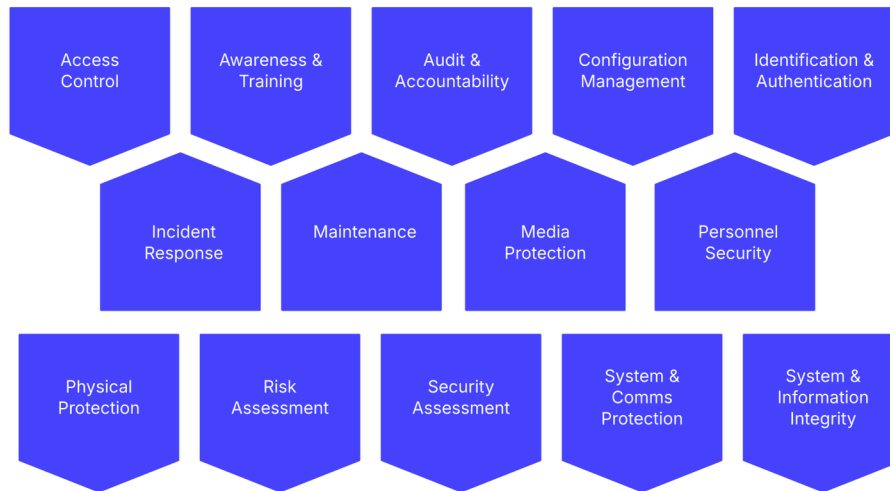 Access
Control
Awareness &
Training
Audit &
Accountability
Configuration
Management
Identification &
Authentication
Incident
Response
Maintenance
Media
Protection
Personnel
Security
Physical
Protection
Risk
Assessment
Security
Assessment
System &
Comms
Protection
System &
Information
Integrity